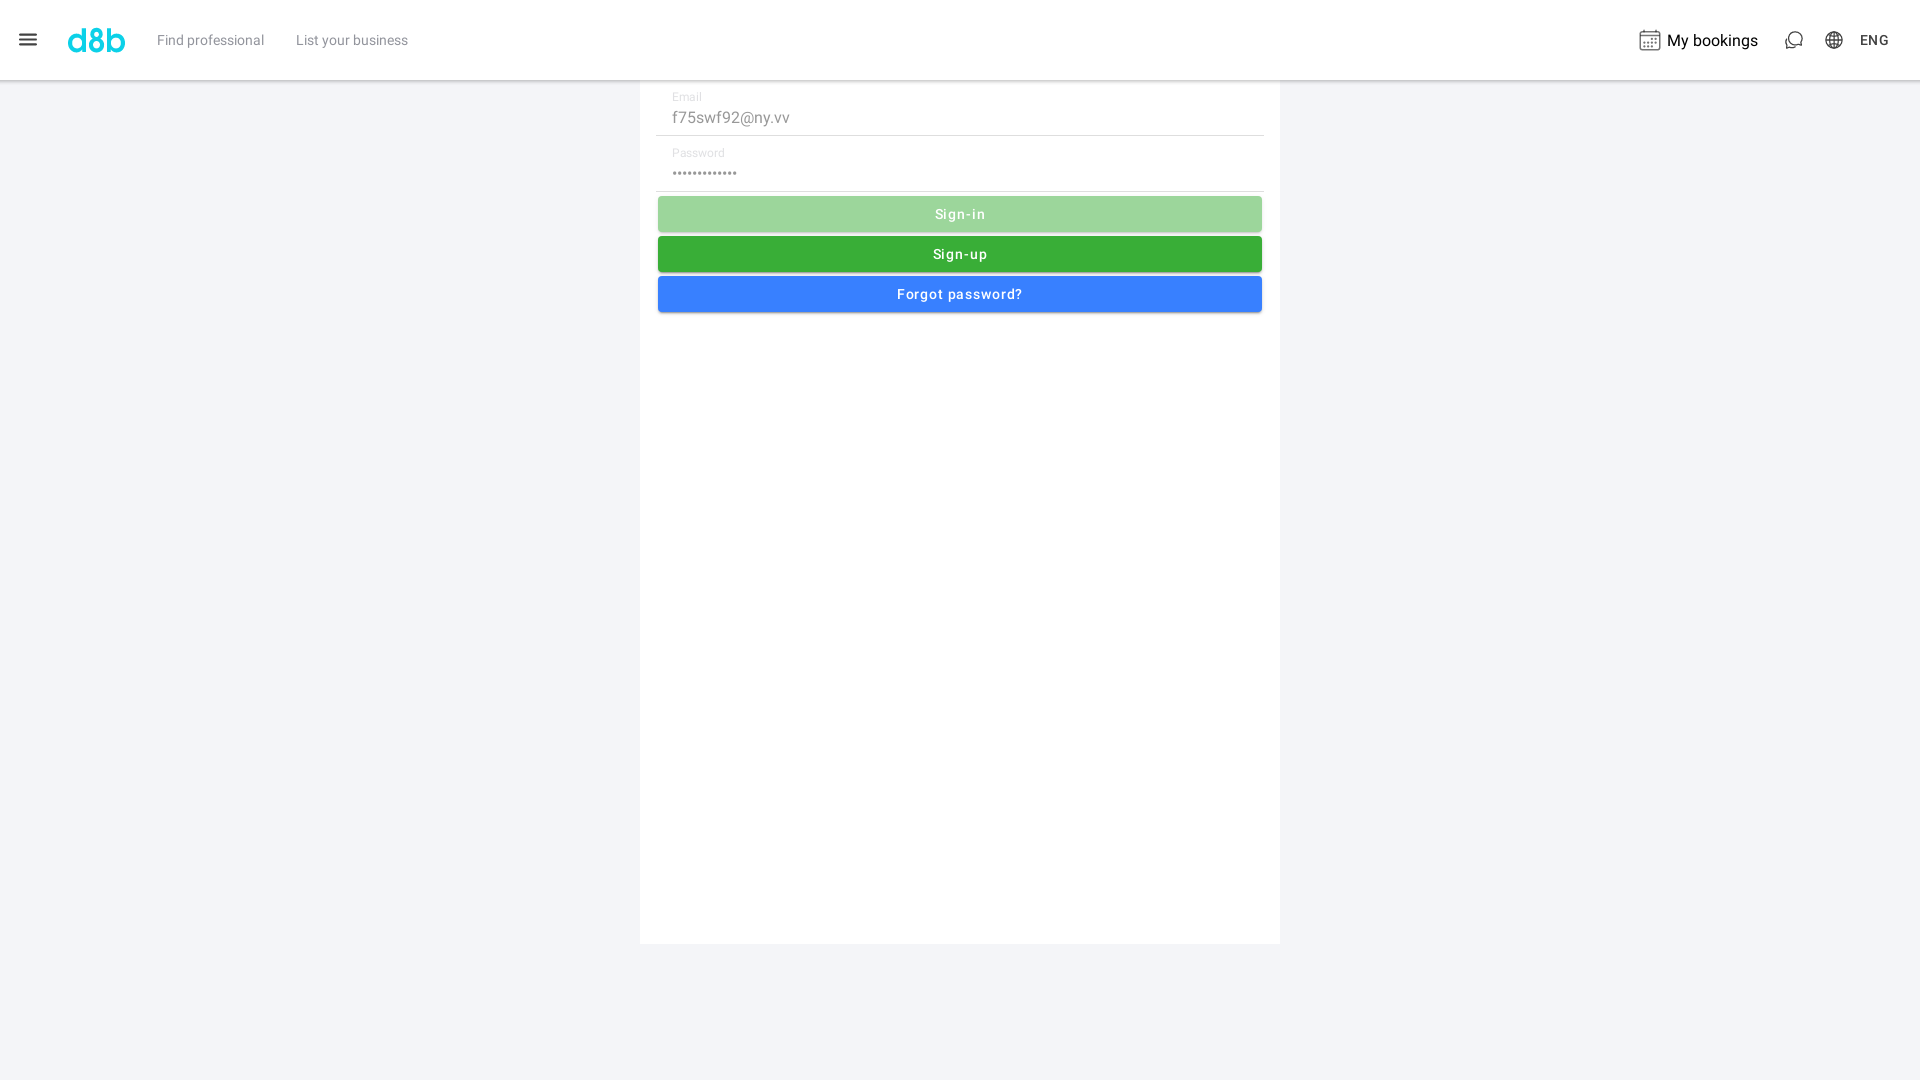 d8b
Find professional
List your business
My bookings
ENG
Email
f75swf92@ny.vv
Password
•••••••••••••
Sign-in
Sign-up
Forgot password?